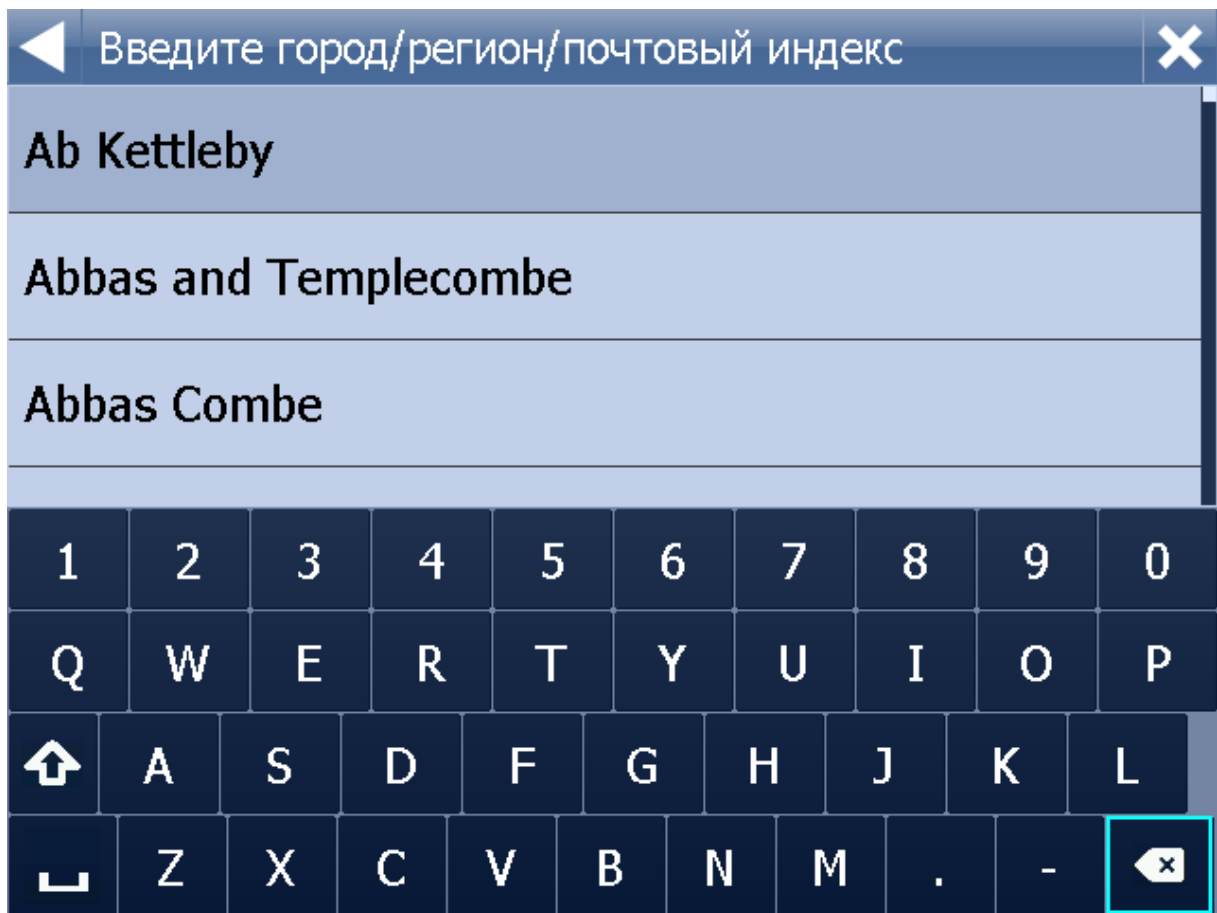 Введите город/регион/почтовый индекс
Ab Kettleby
Abbas and Templecombe
Abbas Combe
1 2 3 4 5 6 7 8 9 0
Q W E R T Y U I O P
A S D F G H J K L
Z X C V B N M . -